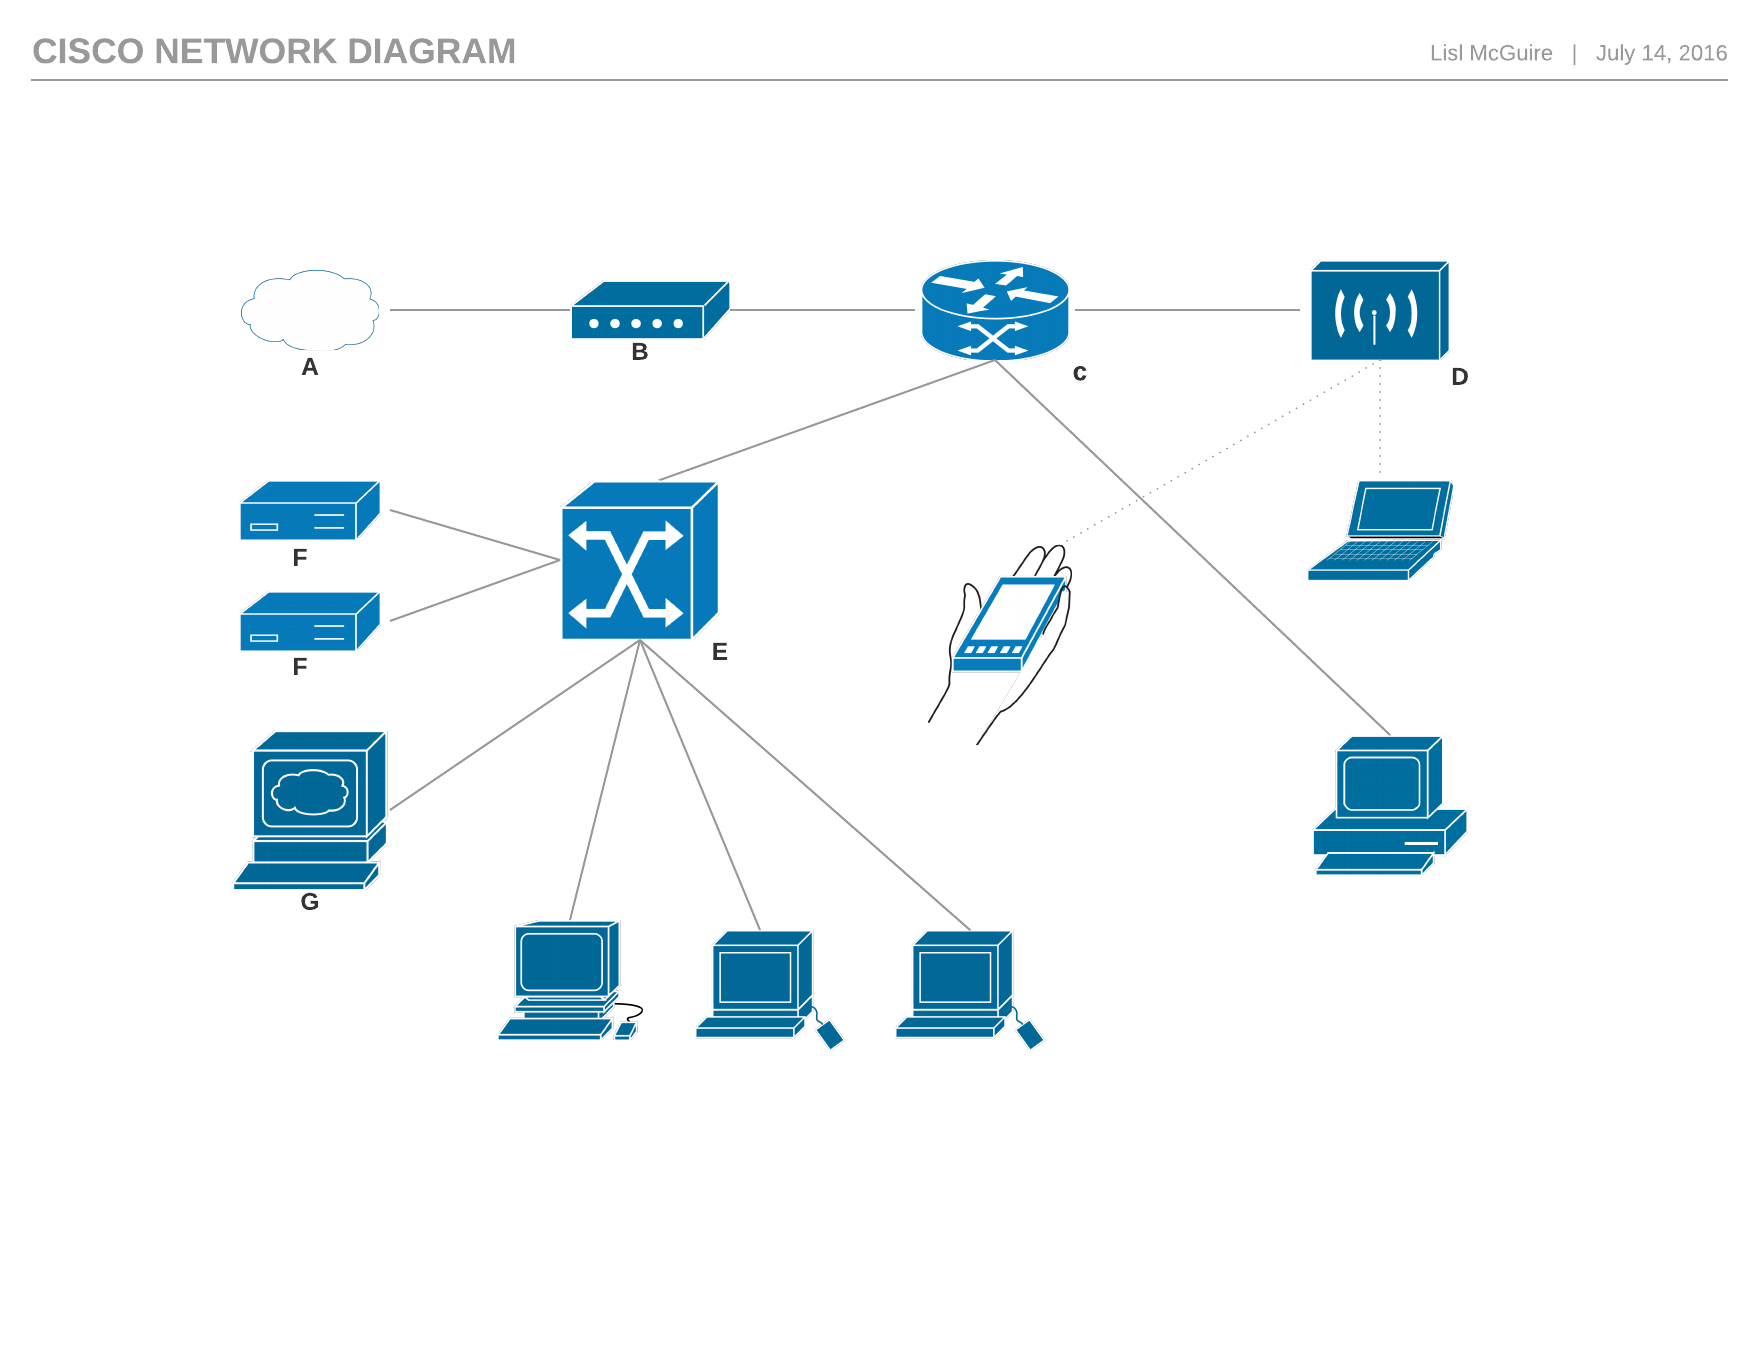 CISCO NETWORK DIAGRAM
Lisl McGuire | July 14, 2016
A
B
c
D
F
F
E
G